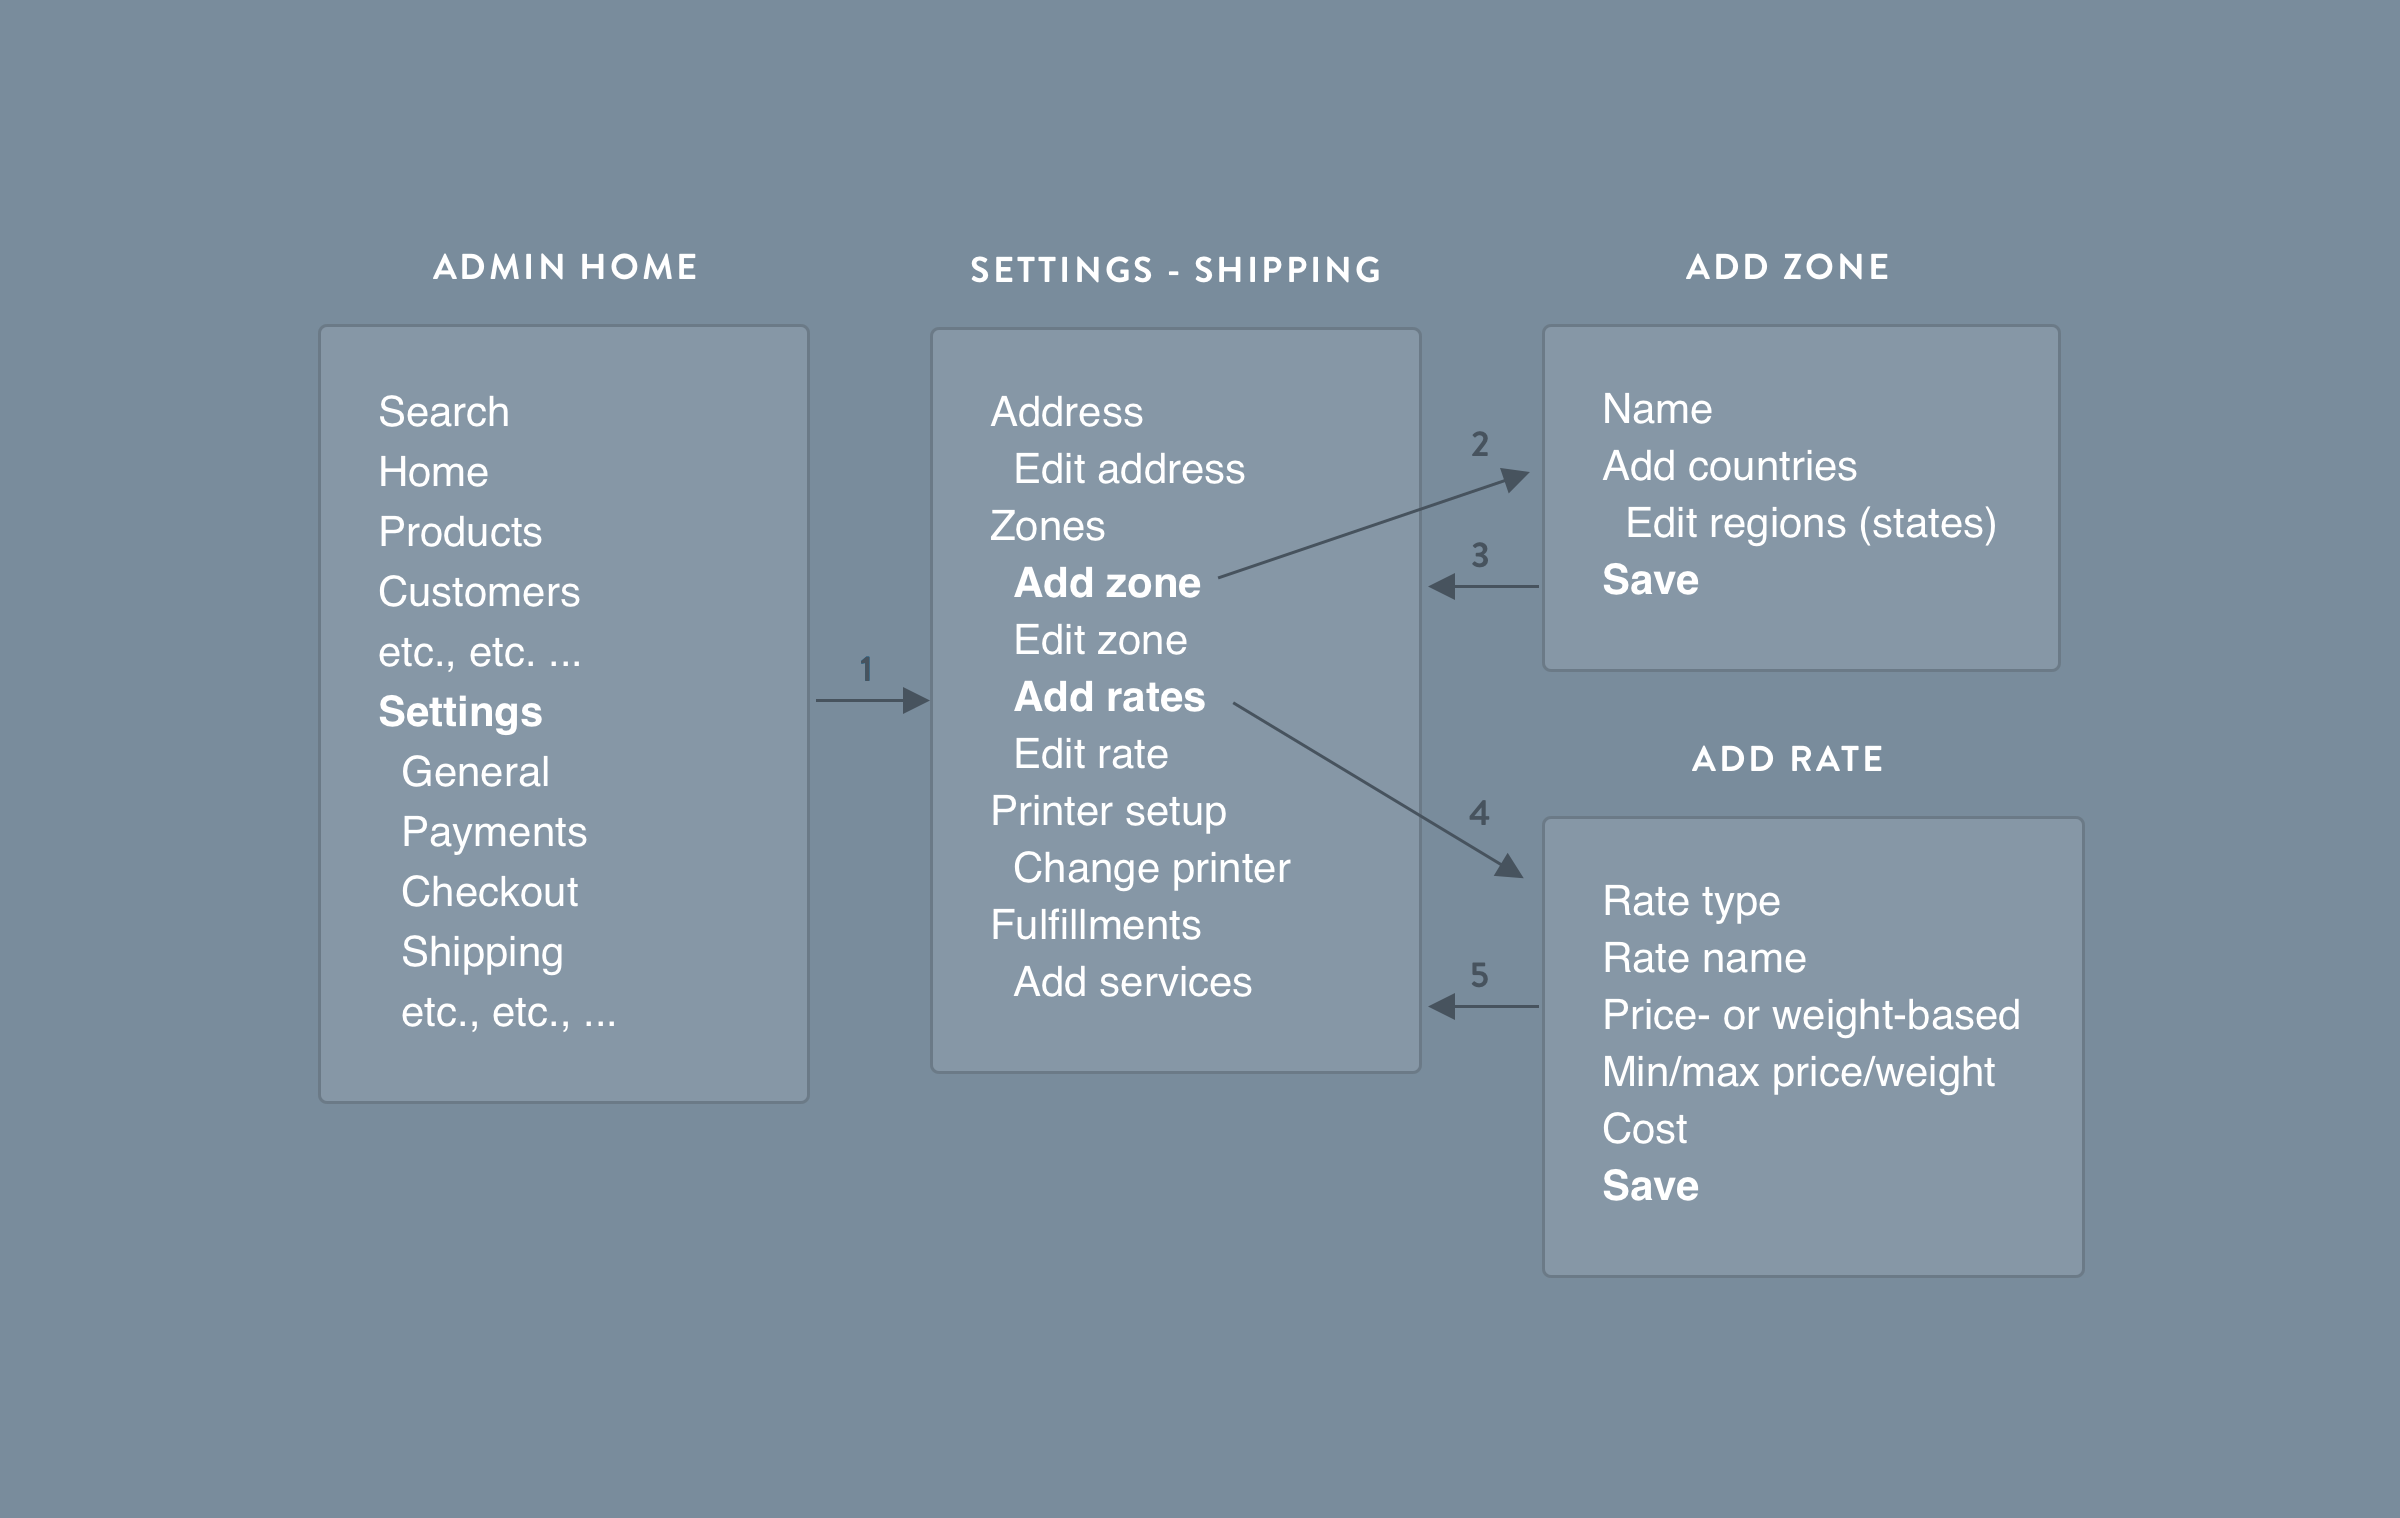 ADMIN HOME
Search
Home
Products
Customers
etc., etc. ...
Settings
General
Payments
Checkout
Shipping
etc., etc., ...
1
SETTINGS - SHIPPING
Address
Edit address
Zones
Add zone
Edit zone
Add rates
Edit rate
Printer setup
Change printer
Fulfillments
Add services
2
3
4
5
ADD ZONE
Name
Add countries
Edit regions (states)
Save
ADD RATE
Rate type
Rate name
Price- or weight-based
Min/max price/weight
Cost
Save